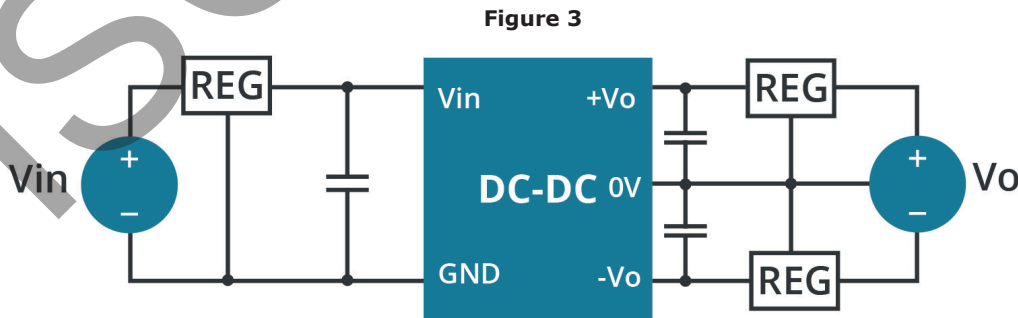 Figure 3
REG
Vin
+Vo
REG
+
+
Vin
DC-DC
0V
Vo
−
−
GND
-Vo
REG